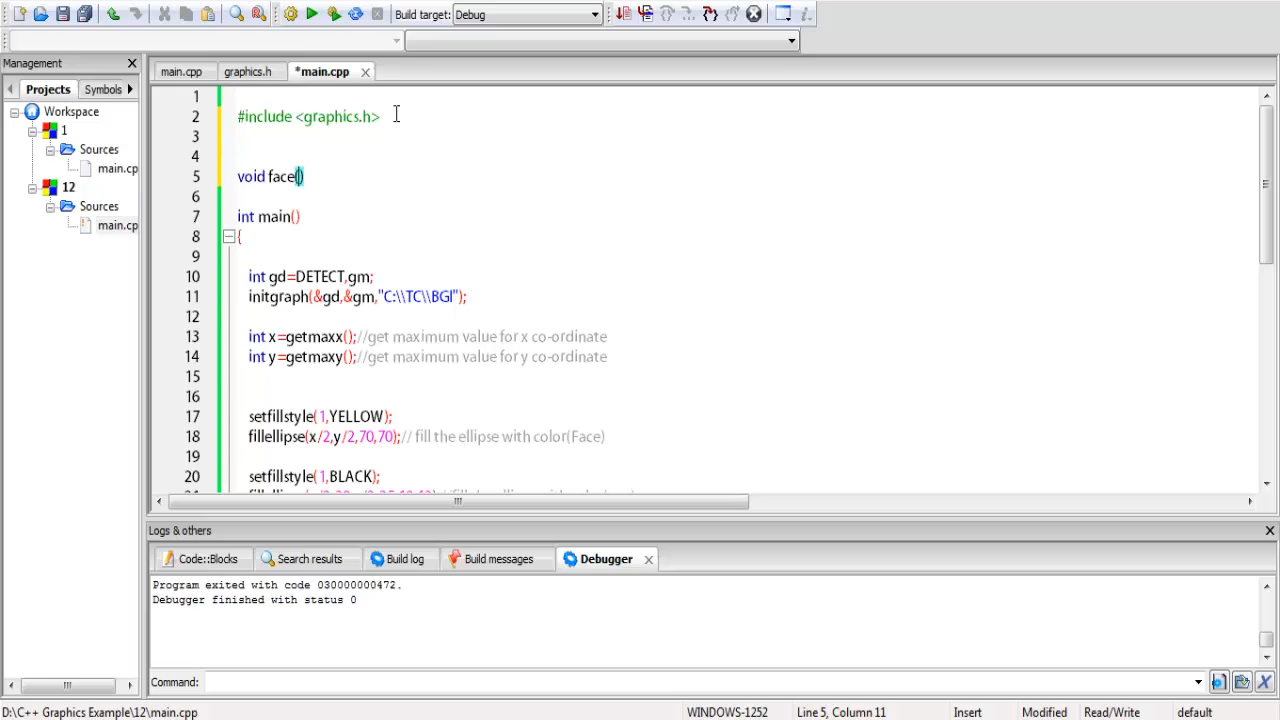 Build target: Debug
Management
main.cpp graphics.h *main.cpp
Projects Symbols
Workspace
1
Sources
main.cp
12
Sources
main.cp
1
2 #include <graphics.h>
3
4
5 void face()
6
7 int main()
8 {
9
10 int gd=DETECT,gm;
11 initgraph(&gd,&gm,"C:\\TC\\BGI");
12
13 int x=getmaxx();//get maximum value for x co-ordinate
14 int y=getmaxy();//get maximum value for y co-ordinate
15
16
17 setfillstyle(1,YELLOW);
18 fillellipse(x/2,y/2,70,70);// fill the ellipse with color(Face)
19
20 setfillstyle(1,BLACK);
Logs & others
Code::Blocks Search results Build log Build messages Debugger
Program exited with code 030000000472.
Debugger finished with status 0
Command:
D:\C++ Graphics Example\12\main.cpp WINDOWS-1252 Line 5, Column 11 Insert Modified Read/Write default